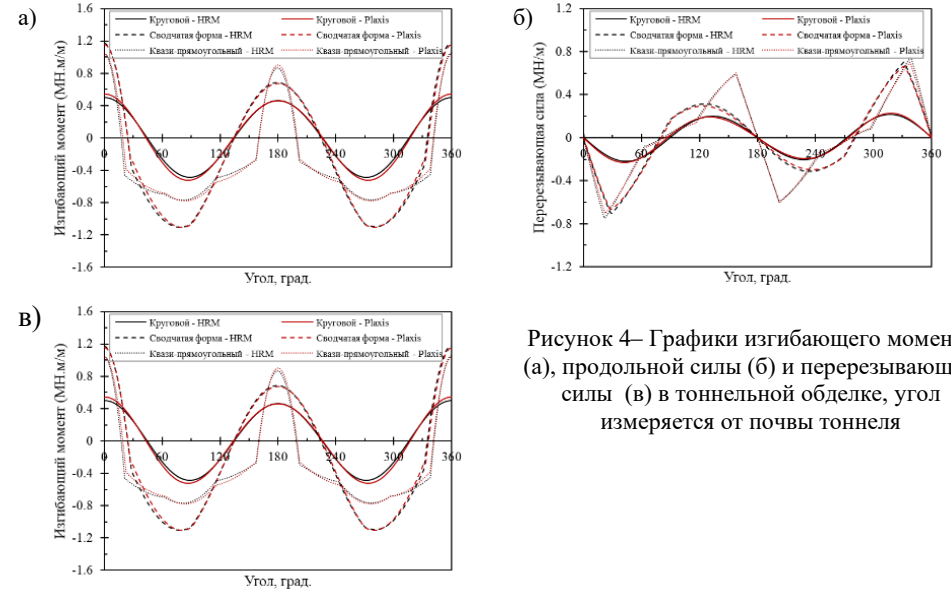 а)
Изгибающий момент (МН.м/м)
1.6
1.2
0.8
0.4
0
-0.4
-0.8
-1.2
-1.6
Круговой - HRM
Круговой - Plaxis
Сводчатая форма - HRM
Сводчатая форма - Plaxis
Квази-прямоугольный - HRM
Квази-прямоугольный - Plaxis
0 60 120 180 240 300 360
Угол, град.
б)
Перерезывающая сила (МН/м)
1.2
0.8
0.4
0
-0.4
-0.8
-1.2
Круговой - HRM
Круговой - Plaxis
Сводчатая форма - HRM
Сводчатая форма - Plaxis
Квази-прямоугольный - HRM
Квази-прямоугольный - Plaxis
0 60 120 180 240 300 360
Угол, град.
в)
Изгибающий момент (МН.м/м)
1.6
1.2
0.8
0.4
0
-0.4
-0.8
-1.2
-1.6
Круговой - HRM
Круговой - Plaxis
Сводчатая форма - HRM
Сводчатая форма - Plaxis
Квази-прямоугольный - HRM
Квази-прямоугольный - Plaxis
0 60 120 180 240 300 360
Угол, град.
Рисунок 4– Графики изгибающего момен
(а), продольной силы (б) и перерезывающ
силы (в) в тоннельной обделке, угол
измеряется от почвы тоннеля